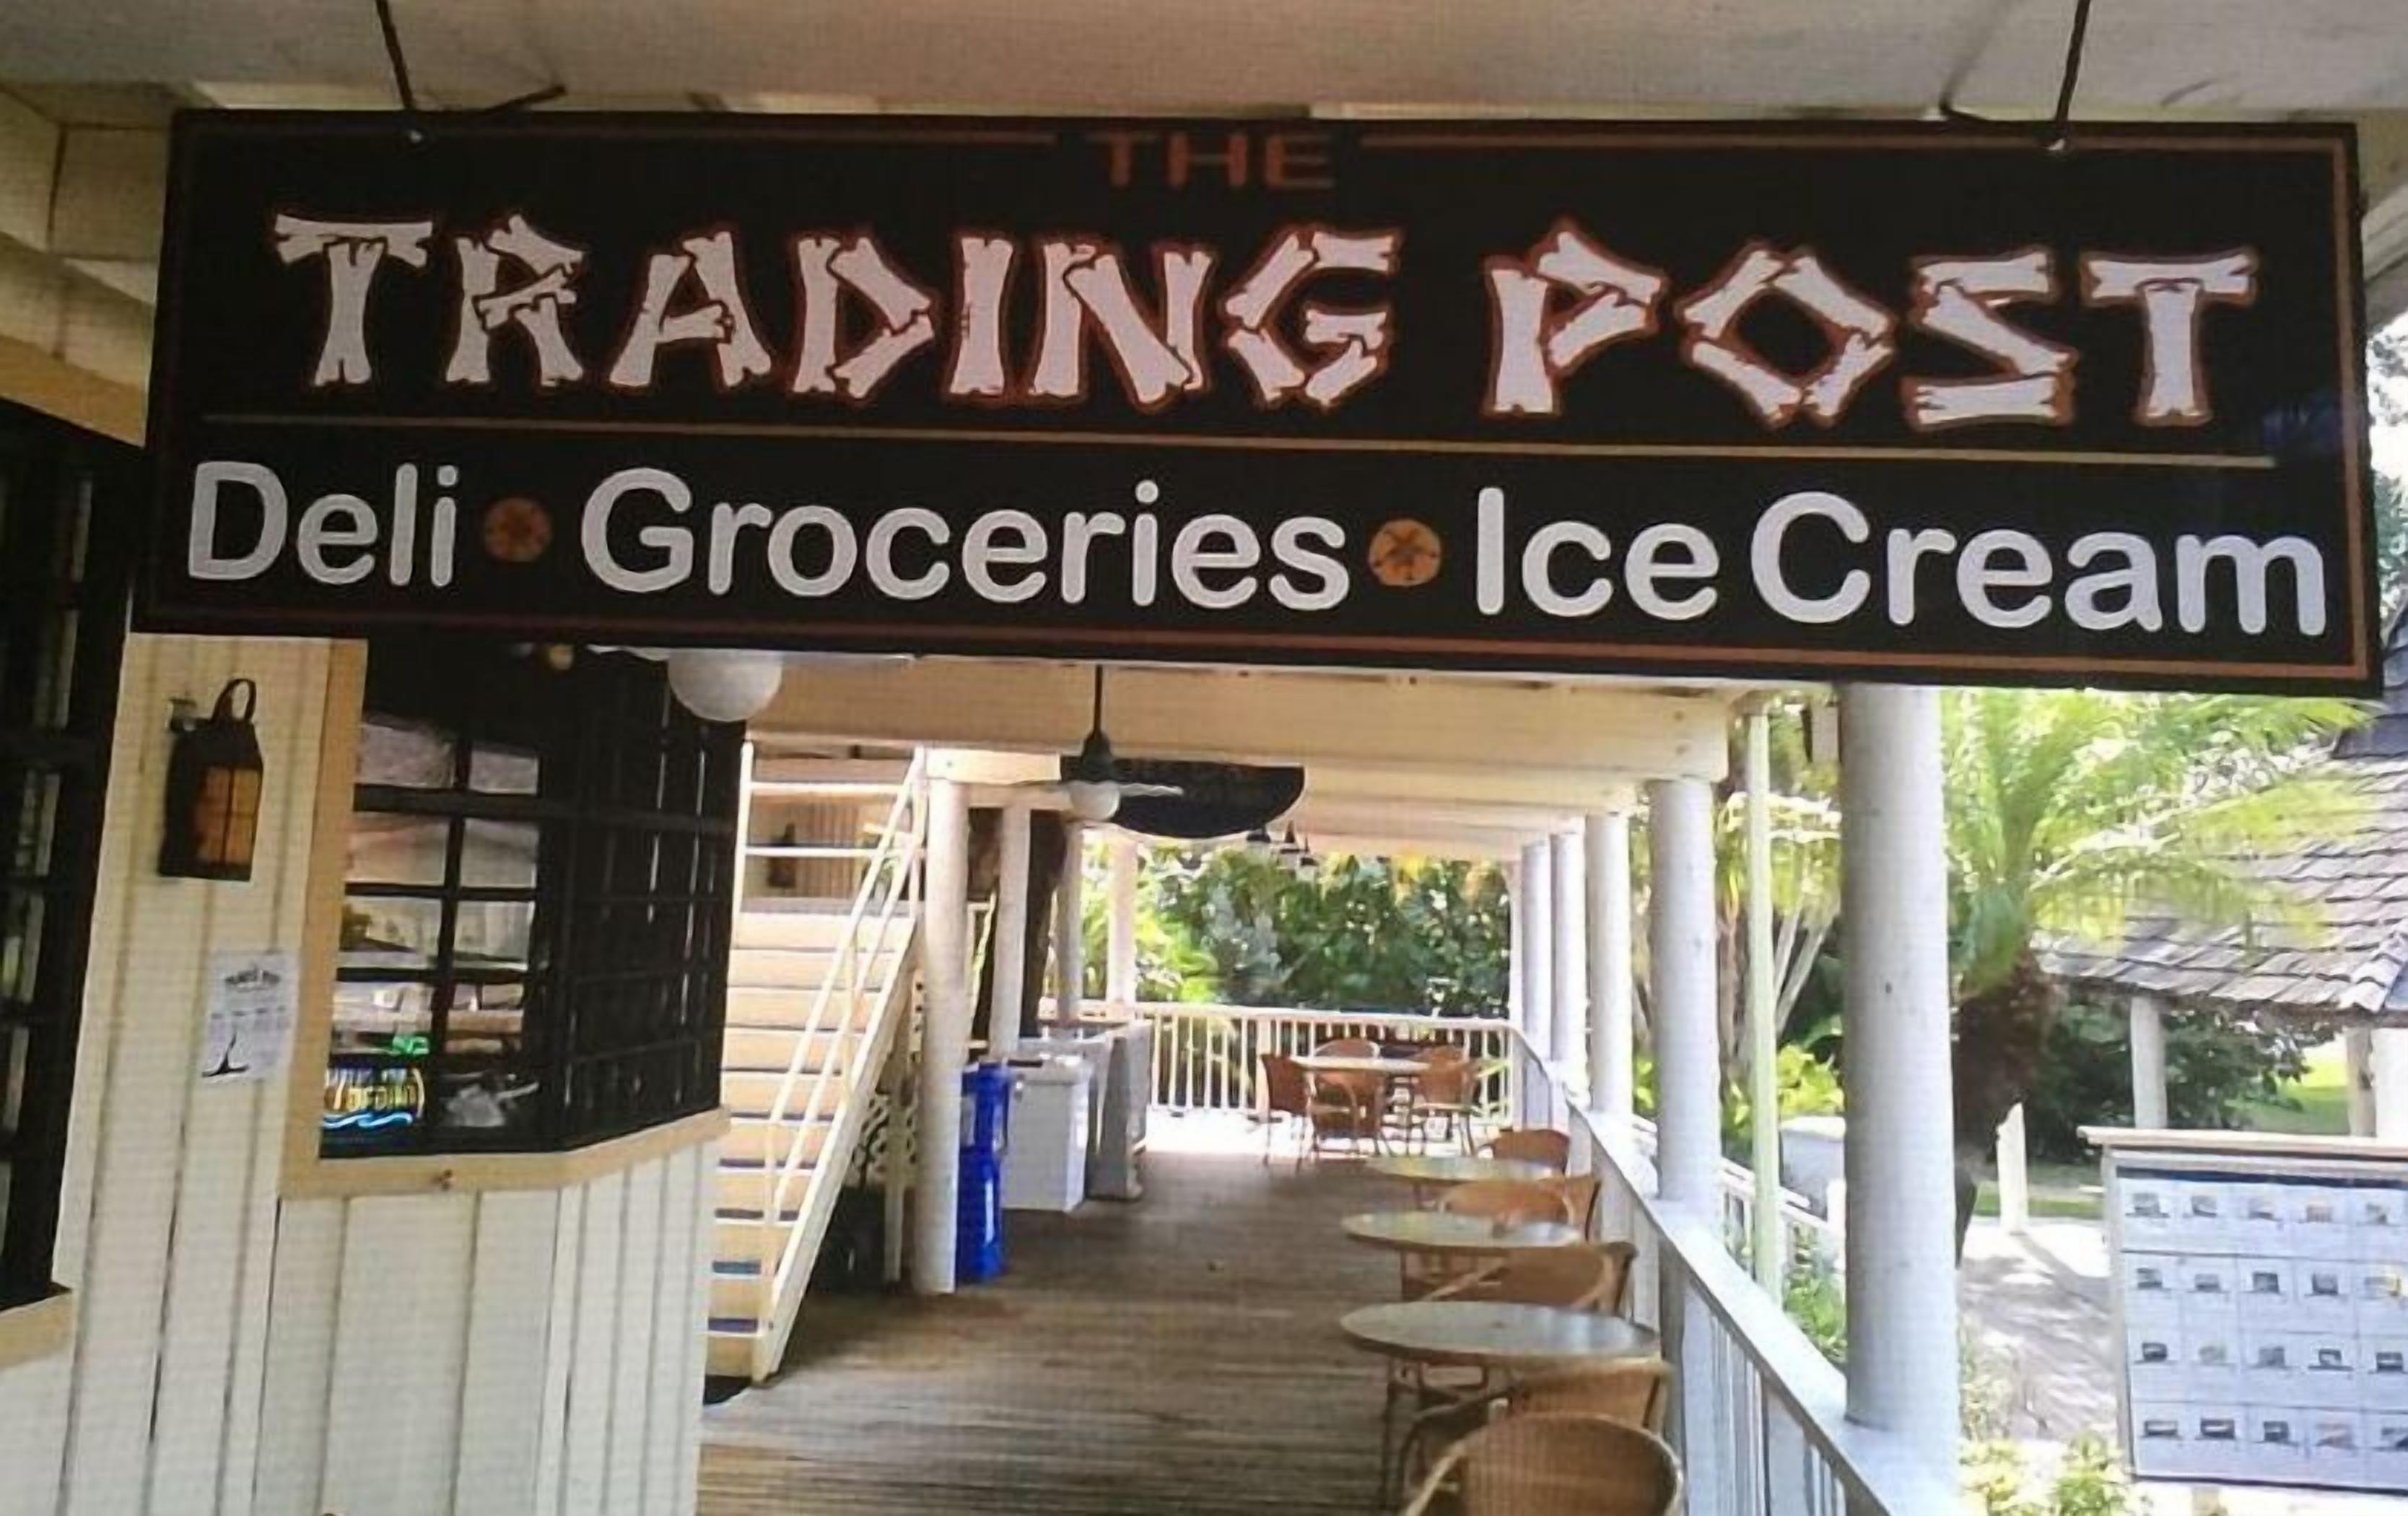 THE
TRADING POST
Deli • Groceries • Ice Cream